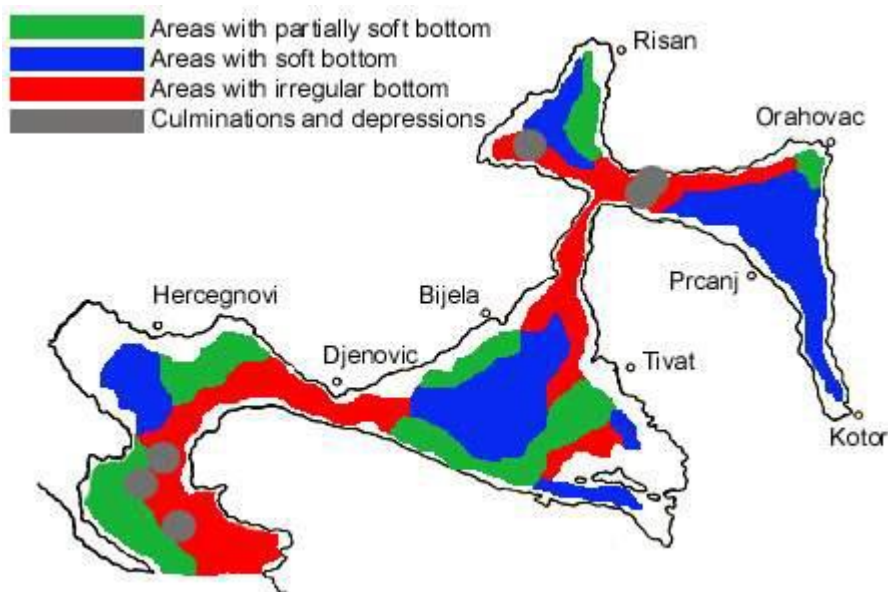 Areas with partially soft bottom
Areas with soft bottom
Areas with irregular bottom
Culminations and depressions
Risan
Orahovac
Prcanj
Hercegnovi
Bijela
Djenovic
Tivat
Kotor